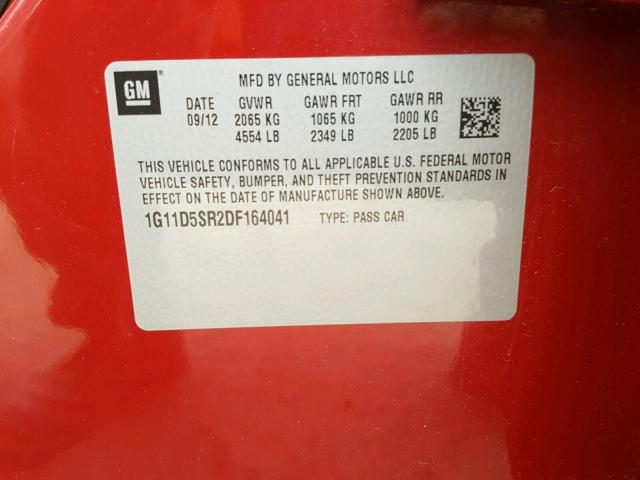 GM ® MFD BY GENERAL MOTORS LLC
DATE GVWR GAWR FRT GAWR RR
09/12 2065 KG 1065 KG 1000 KG
4554 LB 2349 LB 2205 LB
THIS VEHICLE CONFORMS TO ALL APPLICABLE U.S. FEDERAL MOTOR
VEHICLE SAFETY, BUMPER, AND THEFT PREVENTION STANDARDS IN
EFFECT ON THE DATE OF MANUFACTURE SHOWN ABOVE.
1G11D5SR2DF164041 TYPE: PASS CAR